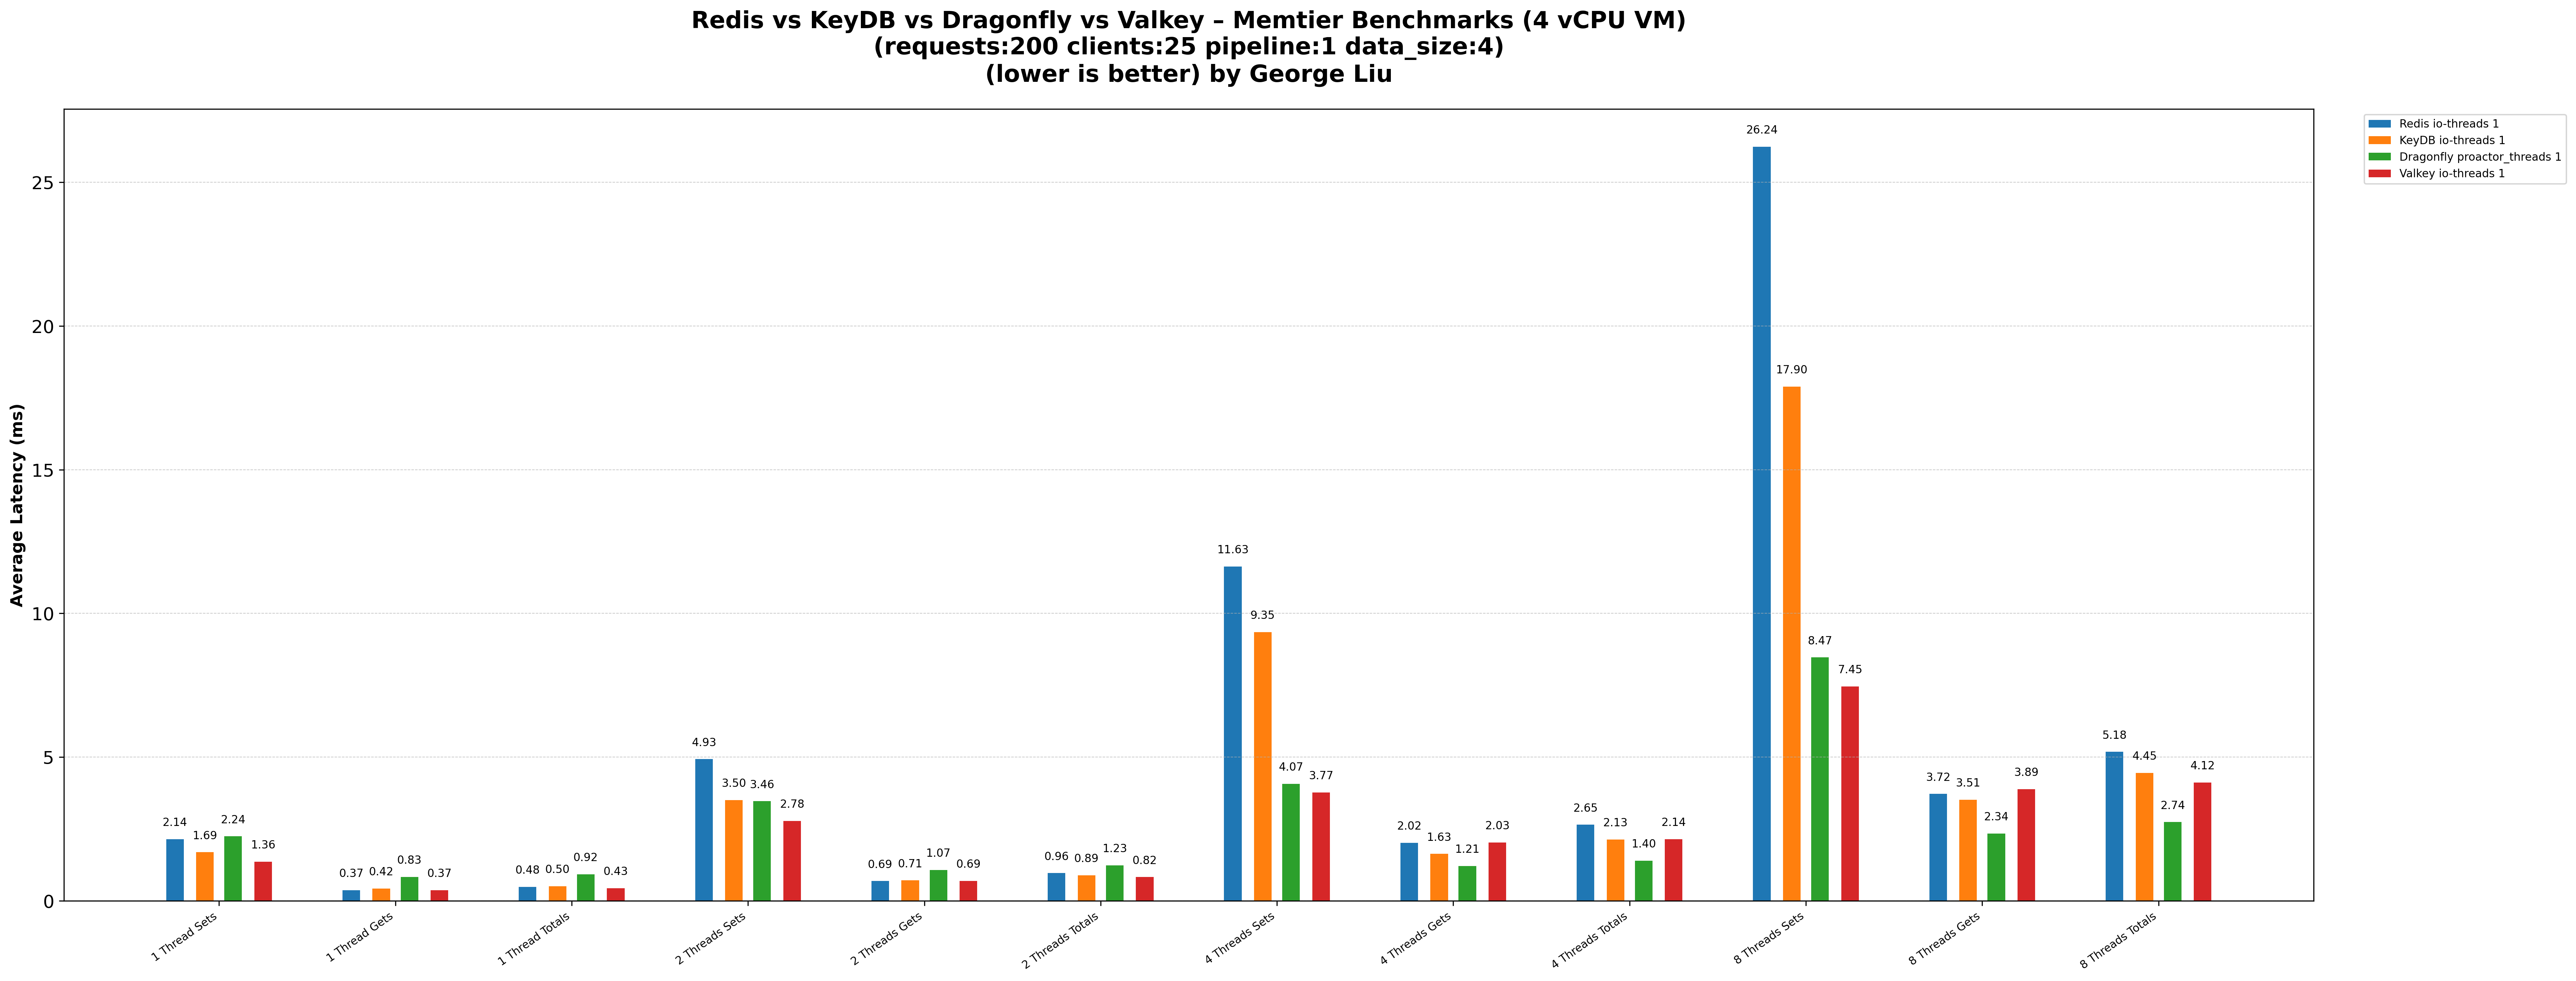 Redis vs KeyDB vs Dragonfly vs Valkey – Memtier Benchmarks (4 vCPU VM)
(requests:200 clients:25 pipeline:1 data_size:4)
(lower is better) by George Liu
Redis io-threads 1
KeyDB io-threads 1
Dragonfly proactor_threads 1
Valkey io-threads 1
Average Latency (ms)
25
20
15
10
5
0
2.14
1.69
2.24
1.36
0.37
0.42
0.83
0.37
0.48
0.50
0.92
0.43
4.93
3.50
3.46
2.78
0.69
0.71
1.07
0.69
0.96
0.89
1.23
0.82
11.63
9.35
4.07
3.77
2.02
1.63
1.21
2.03
2.65
2.13
1.40
2.14
26.24
17.90
8.47
7.45
3.72
3.51
2.34
3.89
5.18
4.45
2.74
4.12
1 Thread Sets
1 Thread Gets
1 Thread Totals
2 Threads Sets
2 Threads Gets
2 Threads Totals
4 Threads Sets
4 Threads Gets
4 Threads Totals
8 Threads Sets
8 Threads Gets
8 Threads Totals